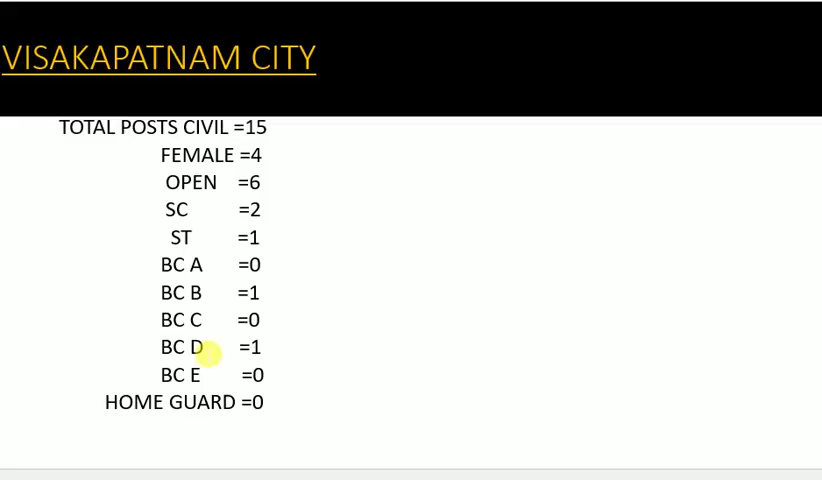 VISAKAPATNAM CITY
TOTAL POSTS CIVIL =15
FEMALE =4
OPEN =6
SC =2
ST =1
BC A =0
BC B =1
BC C =0
BC D =1
BC E =0
HOME GUARD =0